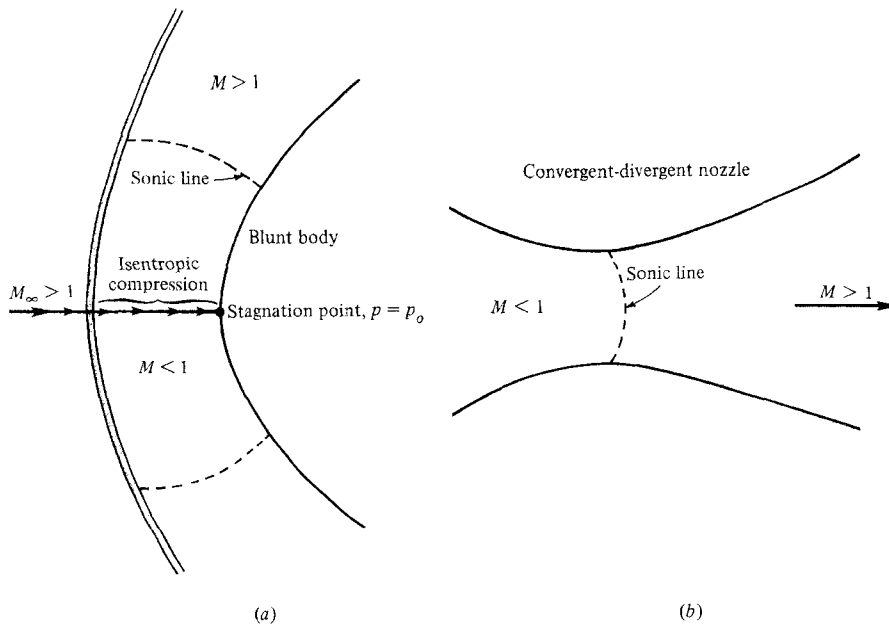 M > 1
Sonic line
Blunt body
Isentropic
compression
M∞ > 1
Stagnation point, p = pₒ
M < 1
(a)
Convergent-divergent nozzle
Sonic line
M < 1
M > 1
(b)